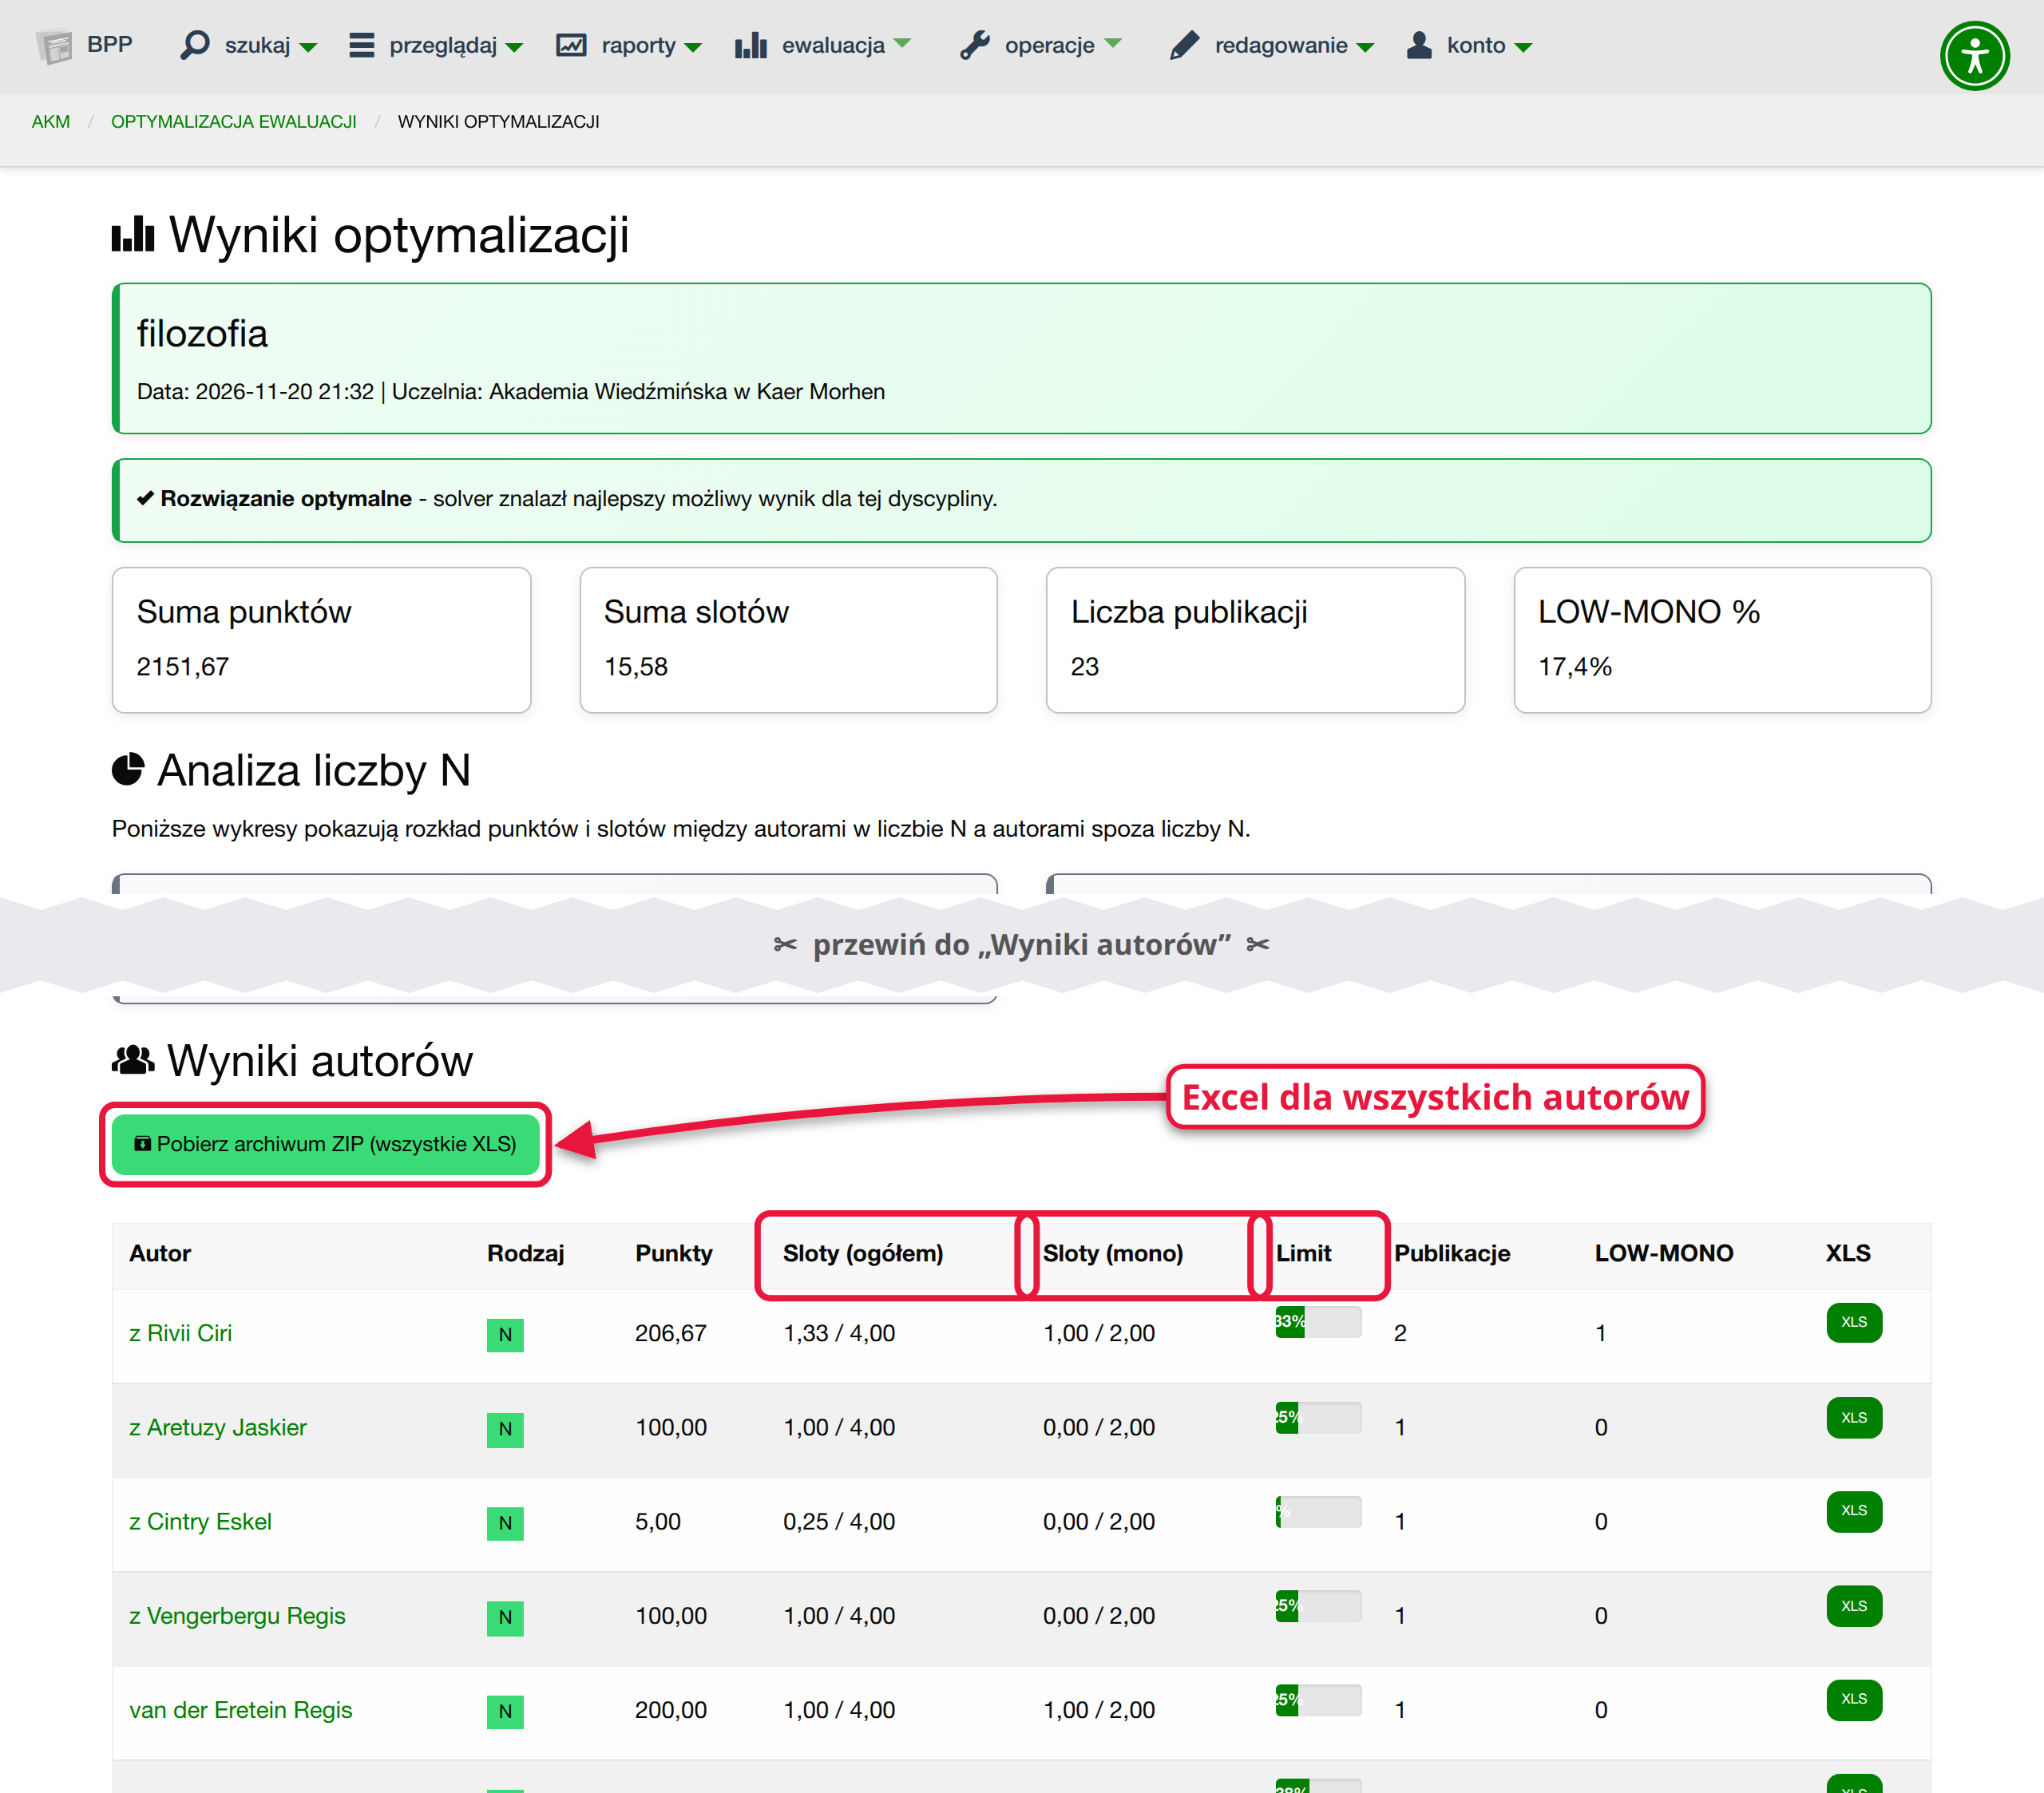 BPP szukaj przeglądaj raporty ewaluacja operacje redagowanie konto
AKM / OPTYMALIZACJA EWALUACJI / WYNIKI OPTYMALIZACJI
Wyniki optymalizacji
filozofia
Data: 2026-11-20 21:32 | Uczelnia: Akademia Wiedźmińska w Kaer Morhen
Rozwiązanie optymalne - solver znalazł najlepszy możliwy wynik dla tej dyscypliny.
Suma punktów Suma slotów Liczba publikacji LOW-MONO %
2151,67 15,58 23 17,4%
Analiza liczby N
Poniższe wykresy pokazują rozkład punktów i slotów między autorami w liczbie N a autorami spoza liczby N.
przewiń do „Wyniki autorów”
Wyniki autorów
Excel dla wszystkich autorów
Pobierz archiwum ZIP (wszystkie XLS)
Autor Rodzaj Punkty Sloty (ogółem) Sloty (mono) Limit Publikacje LOW-MONO XLS
z Rivii Ciri N 206,67 1,33 / 4,00 1,00 / 2,00 33% 2 1 XLS
z Aretuzy Jaskier N 100,00 1,00 / 4,00 0,00 / 2,00 25% 1 0 XLS
z Cintry Eskel N 5,00 0,25 / 4,00 0,00 / 2,00 % 1 0 XLS
z Vengerbergu Regis N 100,00 1,00 / 4,00 0,00 / 2,00 25% 1 0 XLS
van der Eretein Regis N 200,00 1,00 / 4,00 1,00 / 2,00 25% 1 0 XLS